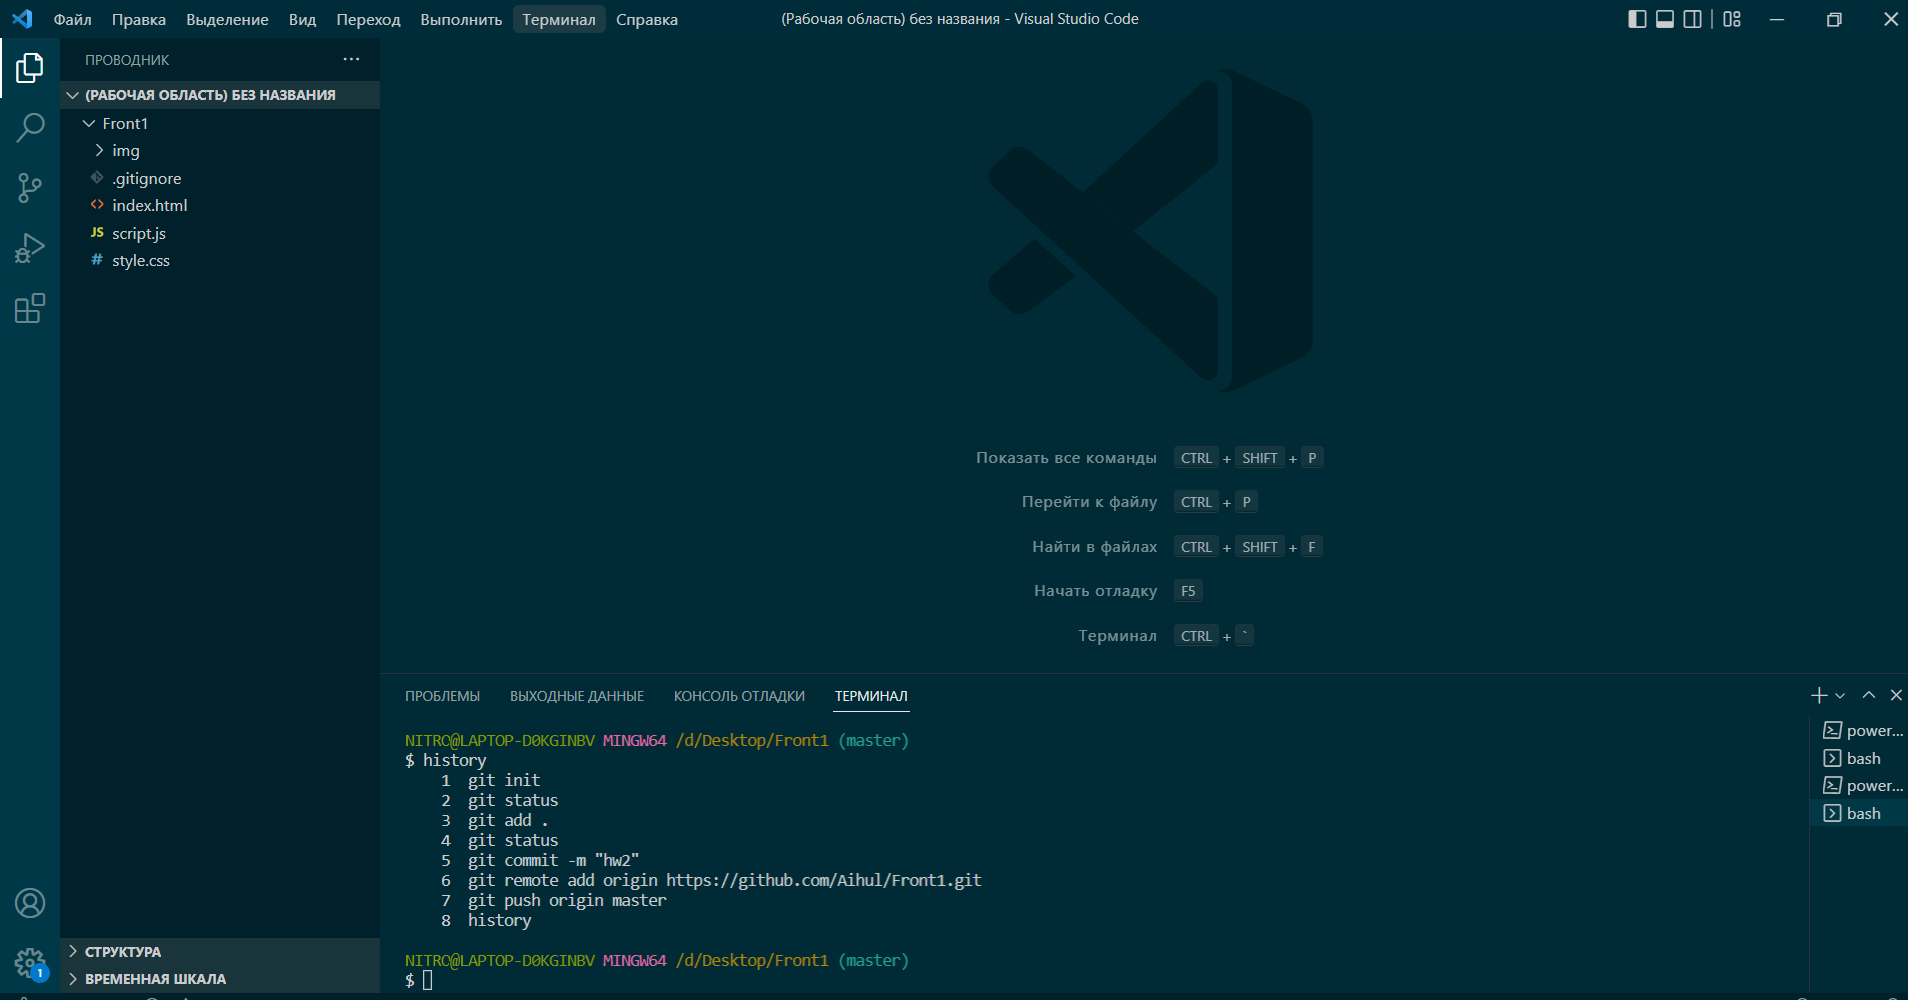 Файл Правка Выделение Вид Переход Выполнить Терминал Справка (Рабочая область) без названия - Visual Studio Code
ПРОВОДНИК
(РАБОЧАЯ ОБЛАСТЬ) БЕЗ НАЗВАНИЯ
Front1
img
.gitignore
index.html
JS script.js
# style.css
Показать все команды CTRL + SHIFT + P
Перейти к файлу CTRL + P
Найти в файлах CTRL + SHIFT + F
Начать отладку F5
Терминал CTRL + `
ПРОБЛЕМЫ ВЫХОДНЫЕ ДАННЫЕ КОНСОЛЬ ОТЛАДКИ ТЕРМИНАЛ
NITRO@LAPTOP-D0KGINBV MINGW64 /d/Desktop/Front1 (master)
$ history
1 git init
2 git status
3 git add .
4 git status
5 git commit -m "hw2"
6 git remote add origin https://github.com/Aihul/Front1.git
7 git push origin master
8 history
NITRO@LAPTOP-D0KGINBV MINGW64 /d/Desktop/Front1 (master)
$
power...
bash
power...
bash
1
СТРУКТУРА
ВРЕМЕННАЯ ШКАЛА